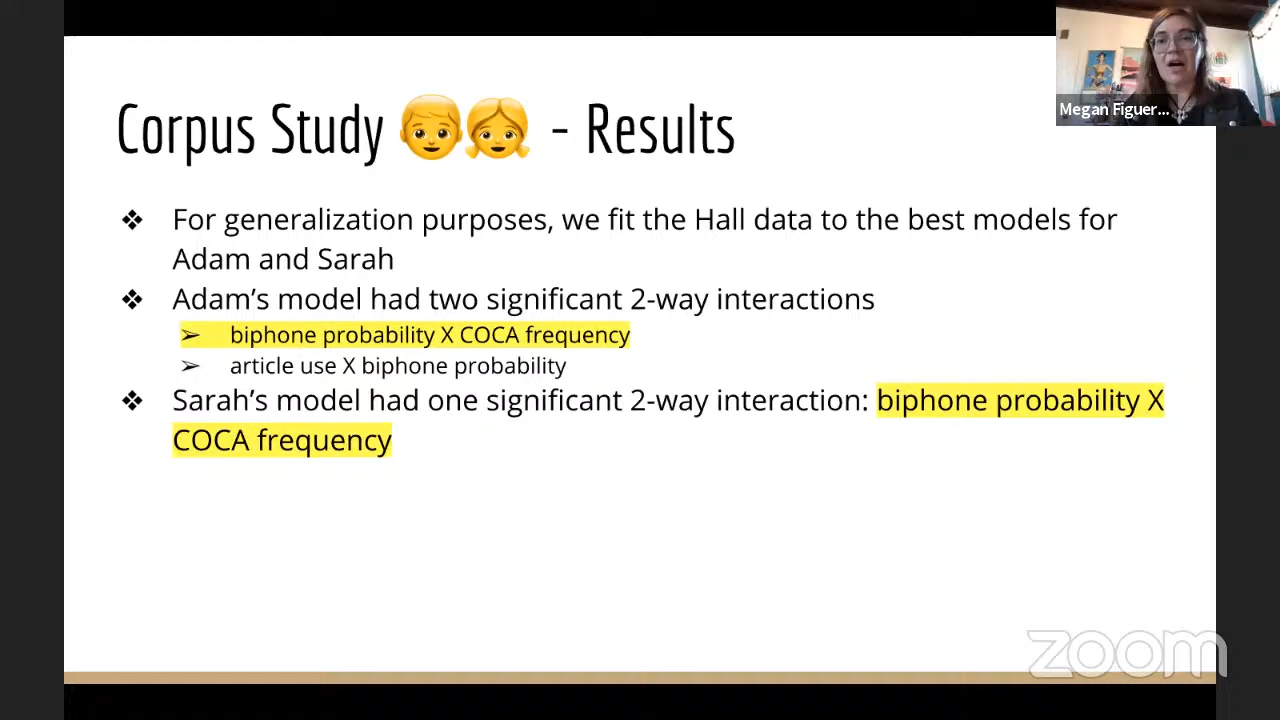 Megan Figuer...
Corpus Study 👦👧 - Results
❖ For generalization purposes, we fit the Hall data to the best models for
Adam and Sarah
❖ Adam's model had two significant 2-way interactions
➢ biphone probability X COCA frequency
➢ article use X biphone probability
❖ Sarah's model had one significant 2-way interaction: biphone probability X
COCA frequency
zoom